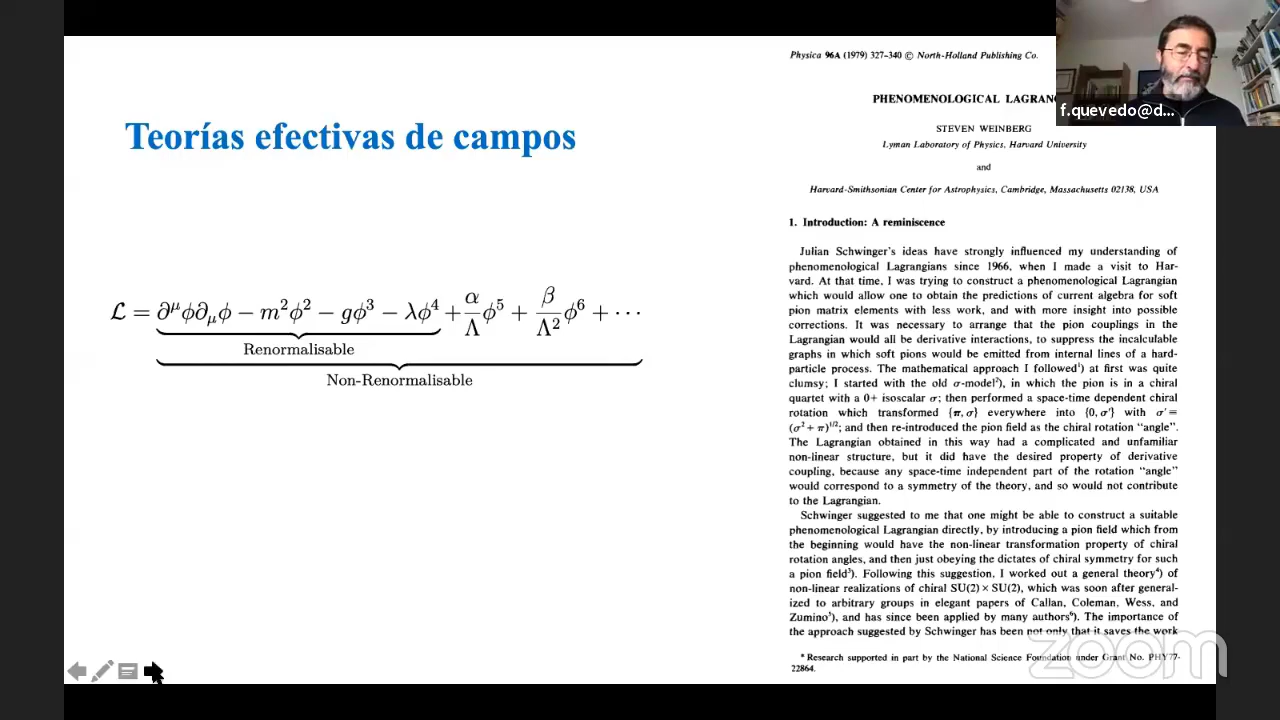 Teorías efectivas de campos
ℒ = ∂^μϕ∂_μϕ − m²ϕ² − gϕ³ − λϕ⁴ + α/Λ ϕ⁵ + β/Λ² ϕ⁶ + ···
Renormalisable
Non-Renormalisable
Physica 96A (1979) 327-340 © North-Holland Publishing Co.
PHENOMENOLOGICAL LAGRAN
STEVEN WEINBERG
Lyman Laboratory of Physics, Harvard University
and
Harvard-Smithsonian Center for Astrophysics, Cambridge, Massachusetts 02138, USA
1. Introduction: A reminiscence
Julian Schwinger's ideas have strongly influenced my understanding of
phenomenological Lagrangians since 1966, when I made a visit to Har-
vard. At that time, I was trying to construct a phenomenological Lagrangian
which would allow one to obtain the predictions of current algebra for soft
pion matrix elements with less work, and with more insight into possible
corrections. It was necessary to arrange that the pion couplings in the
Lagrangian would all be derivative interactions, to suppress the incalculable
graphs in which soft pions would be emitted from internal lines of a hard-
particle process. The mathematical approach I followed¹) at first was quite
clumsy; I started with the old σ-model²), in which the pion is in a chiral
quartet with a 0+ isoscalar σ; then performed a space-time dependent chiral
rotation which transformed {π, σ} everywhere into {0, σ'} with σ' ≡
(σ² + π)^1/2; and then re-introduced the pion field as the chiral rotation "angle".
The Lagrangian obtained in this way had a complicated and unfamiliar
non-linear structure, but it did have the desired property of derivative
coupling, because any space-time independent part of the rotation "angle"
would correspond to a symmetry of the theory, and so would not contribute
to the Lagrangian.
Schwinger suggested to me that one might be able to construct a suitable
phenomenological Lagrangian directly, by introducing a pion field which from
the beginning would have the non-linear transformation property of chiral
rotation angles, and then just obeying the dictates of chiral symmetry for such
a pion field³). Following this suggestion, I worked out a general theory⁴) of
non-linear realizations of chiral SU(2) × SU(2), which was soon after general-
ized to arbitrary groups in elegant papers of Callan, Coleman, Wess, and
Zumino⁵), and has since been applied by many authors⁶). The importance of
the approach suggested by Schwinger has been not only that it saves the work
* Research supported in part by the National Science Foundation under Grant No. PHY77-
22864.
f.quevedo@d...
zoom